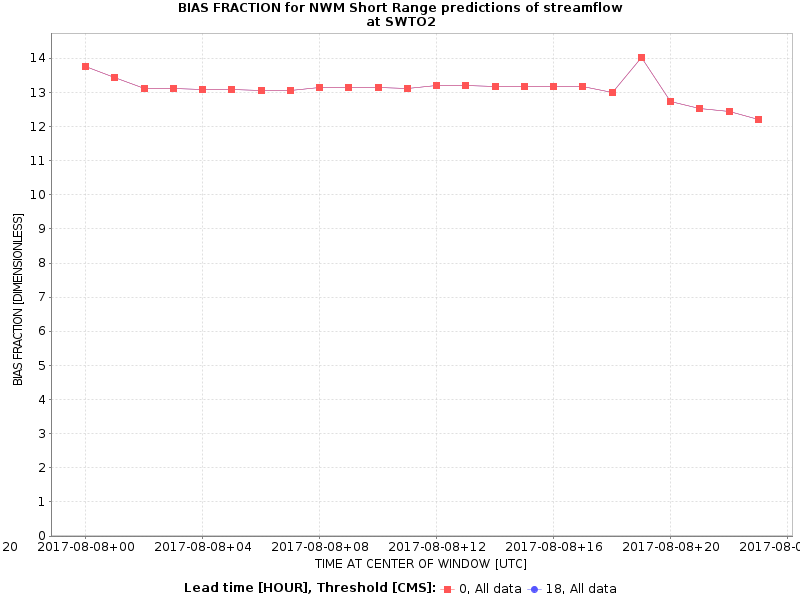 BIAS FRACTION for NWM Short Range predictions of streamflow
at SWTO2
BIAS FRACTION [DIMENSIONLESS]
14
13
12
11
10
9
8
7
6
5
4
3
2
1
0
20 2017-08-08+00 2017-08-08+04 2017-08-08+08 2017-08-08+12 2017-08-08+16 2017-08-08+20 2017-08-0
TIME AT CENTER OF WINDOW [UTC]
Lead time [HOUR], Threshold [CMS]: 0, All data 18, All data